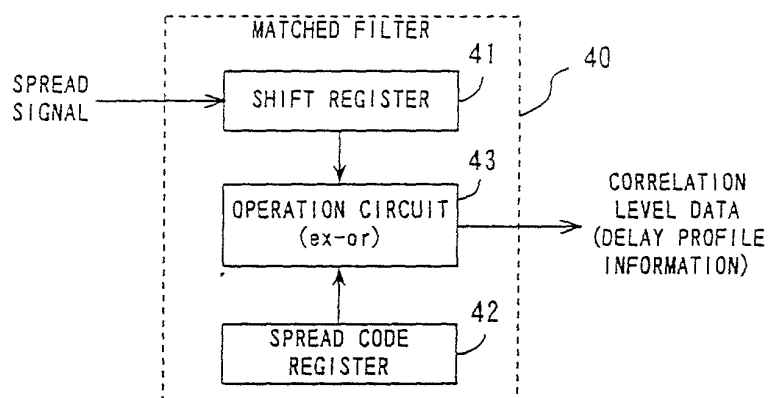 MATCHED FILTER
41
40
SPREAD
SIGNAL
SHIFT REGISTER
43
OPERATION CIRCUIT
(ex-or)
CORRELATION
LEVEL DATA
(DELAY PROFILE
INFORMATION)
42
SPREAD CODE
REGISTER